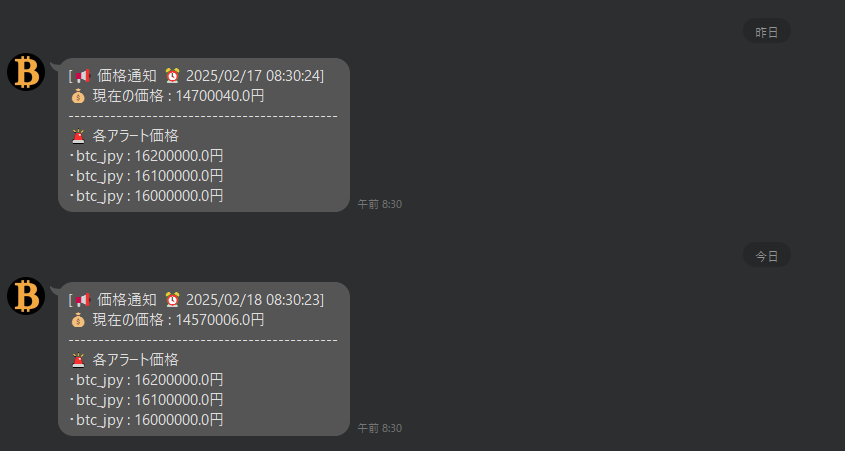 昨日
[📢 価格通知 ⏰ 2025/02/17 08:30:24]
💰 現在の価格 : 14700040.0円
---------------------------------------------
🚨 各アラート価格
・btc_jpy : 16200000.0円
・btc_jpy : 16100000.0円
・btc_jpy : 16000000.0円
午前 8:30
今日
[📢 価格通知 ⏰ 2025/02/18 08:30:23]
💰 現在の価格 : 14570006.0円
---------------------------------------------
🚨 各アラート価格
・btc_jpy : 16200000.0円
・btc_jpy : 16100000.0円
・btc_jpy : 16000000.0円
午前 8:30